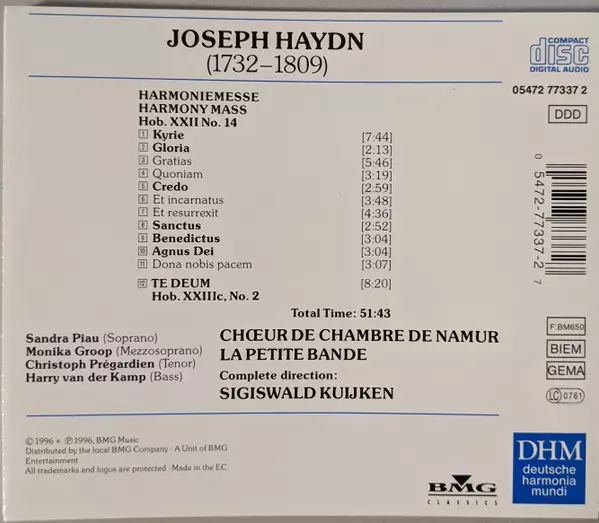 JOSEPH HAYDN
(1732–1809)
COMPACT
disc
DIGITAL AUDIO
05472 77337 2
DDD
HARMONIEMESSE
HARMONY MASS
Hob. XXII No. 14
1 Kyrie [7:44]
2 Gloria [2:13]
3 Gratias [5:46]
4 Quoniam [3:19]
5 Credo [2:59]
6 Et incarnatus [3:48]
7 Et resurrexit [4:36]
8 Sanctus [2:52]
9 Benedictus [3:04]
10 Agnus Dei [3:04]
11 Dona nobis pacem [3:07]
12 TE DEUM [8:20]
Hob. XXIIIc, No. 2
Total Time: 51:43
0 5472-77337-2 7
Sandra Piau (Soprano)
Monika Groop (Mezzosoprano)
Christoph Prégardien (Tenor)
Harry van der Kamp (Bass)
CHŒUR DE CHAMBRE DE NAMUR
LA PETITE BANDE
Complete direction:
SIGISWALD KUIJKEN
F:BM650
BIEM
GEMA
LC 0761
© 1996 + ℗ 1996, BMG Music
Distributed by the local BMG Company · A Unit of BMG
Entertainment
All trademarks and logos are protected · Made in the EC.
BMG
CLASSICS
DHM
deutsche
harmonia
mundi